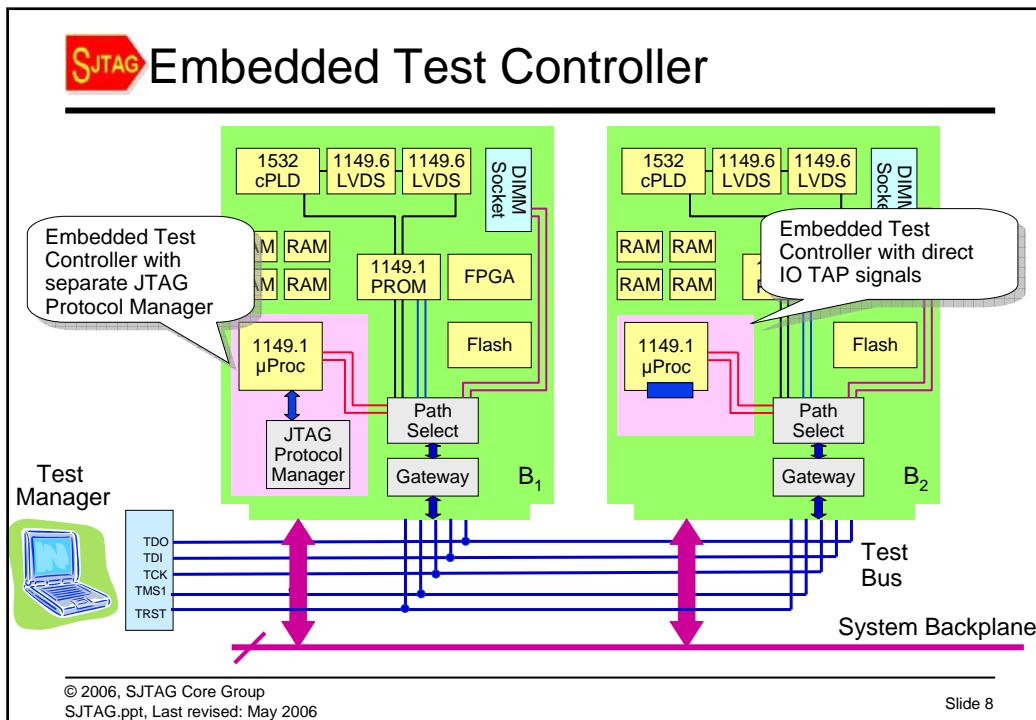 SJTAG
Embedded Test Controller
1532
cPLD
1149.6
LVDS
1149.6
LVDS
DIMM
Socket
Embedded Test
Controller with
separate JTAG
Protocol Manager
RAM
RAM
RAM
1149.1
PROM
FPGA
Flash
1149.1
µProc
JTAG
Protocol
Manager
Path
Select
Gateway
B1
1532
cPLD
1149.6
LVDS
1149.6
LVDS
DIMM
Embedded Test
Controller with direct
IO TAP signals
RAM
RAM
RAM
RAM
Flash
1149.1
µProc
Path
Select
Gateway
B2
Test
Manager
TDO
TDI
TCK
TMS1
TRST
Test
Bus
System Backplane
© 2006, SJTAG Core Group
SJTAG.ppt, Last revised: May 2006
Slide 8